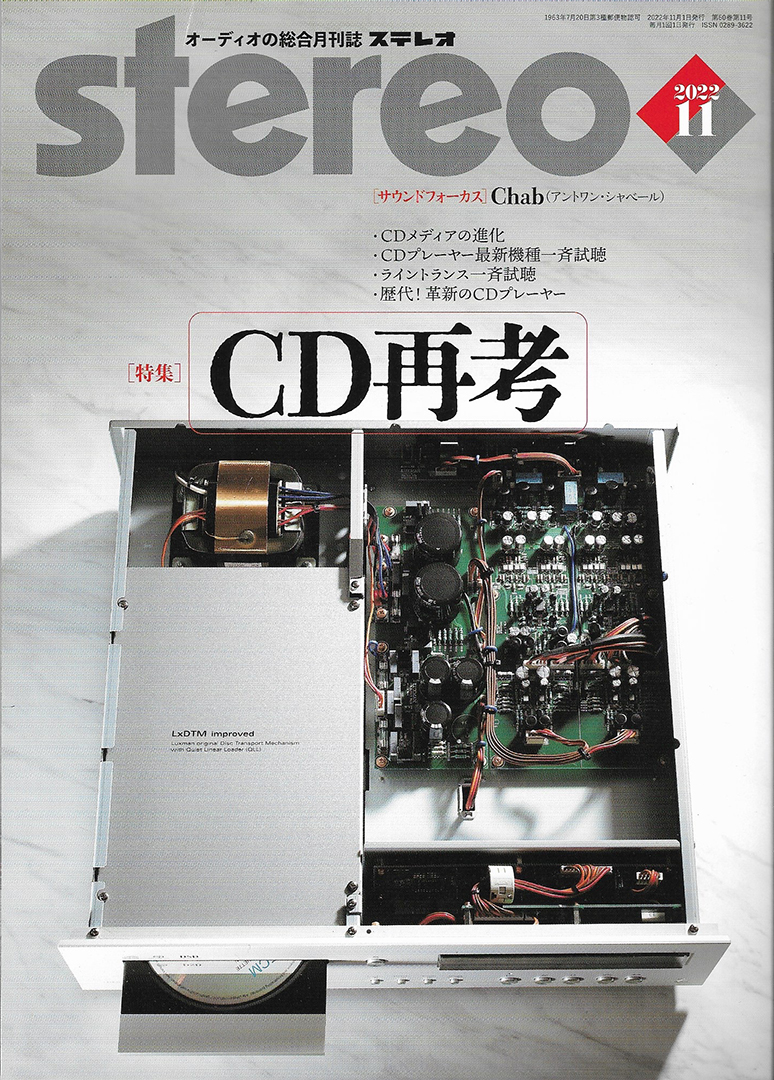 1963年7月20日第3種郵便物認可 2022年11月1日発行 第60巻第11号
毎月1回1日発行 ISSN 0289-3622
オーディオの総合月刊誌 ステレオ
stereo
2022
11
[サウンドフォーカス] Chab(アントワン・シャベール)
・CDメディアの進化
・CDプレーヤー最新機種一斉試聴
・ライントランス一斉試聴
・歴代！革新のCDプレーヤー
[特集] CD再考
LxDTM improved
Luxman original Disc Transport Mechanism
with Quiet Linear Loader (QLL)